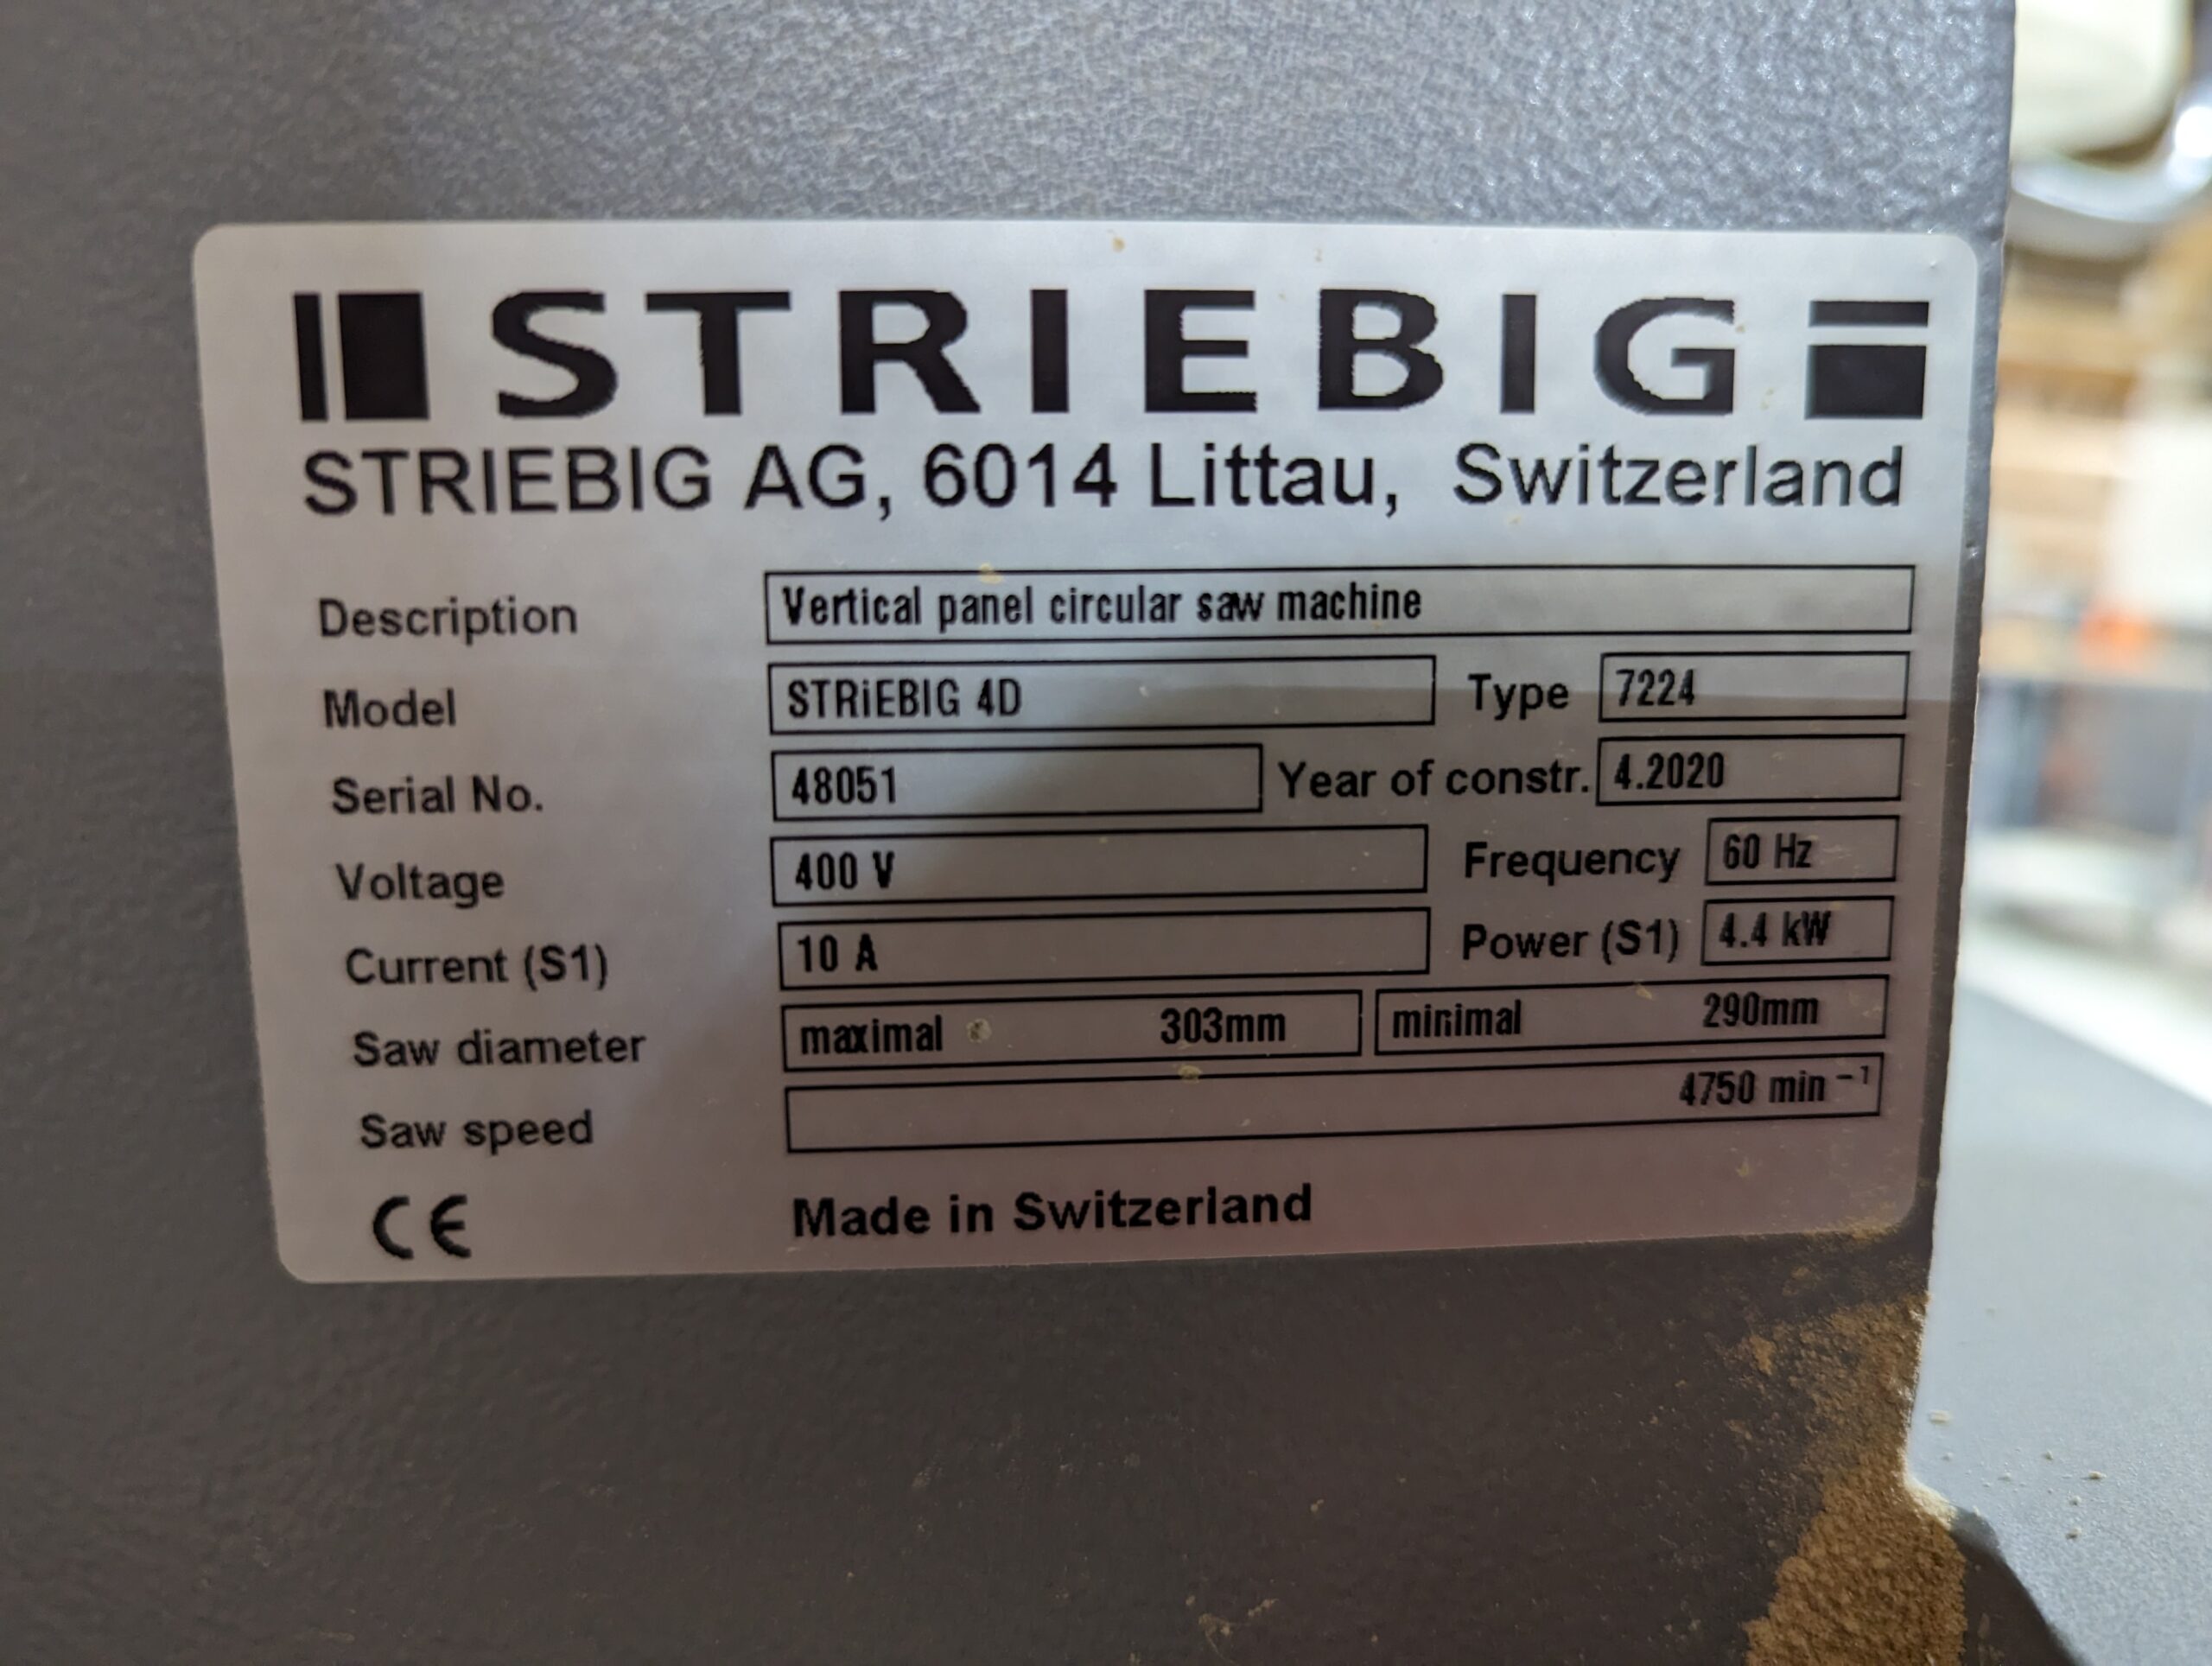 STRIEBIG
STRIEBIG AG, 6014 Littau, Switzerland
Description Vertical panel circular saw machine
Model STRiEBIG 4D Type 7224
Serial No. 48051 Year of constr. 4.2020
Voltage 400 V Frequency 60 Hz
Current (S1) 10 A Power (S1) 4.4 kW
Saw diameter maximal 303mm minimal 290mm
Saw speed 4750 min⁻¹
CE Made in Switzerland